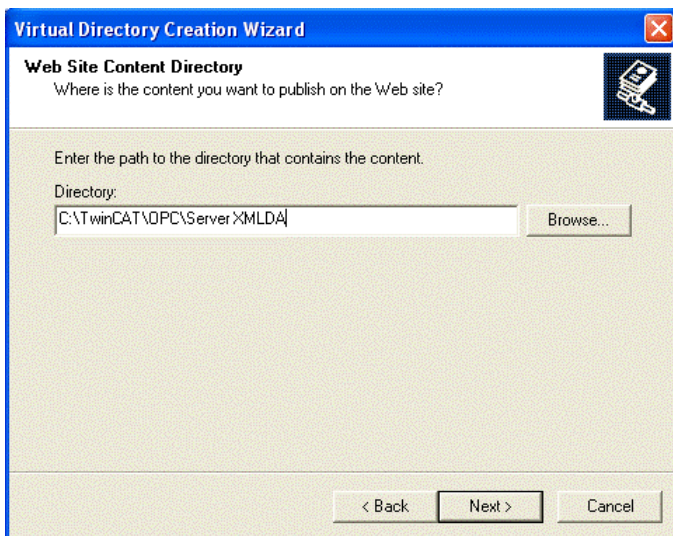 Virtual Directory Creation Wizard
Web Site Content Directory
Where is the content you want to publish on the Web site?
Enter the path to the directory that contains the content.
Directory:
C:\TwinCAT\OPC\Server XMLDA
Browse...
< Back
Next >
Cancel